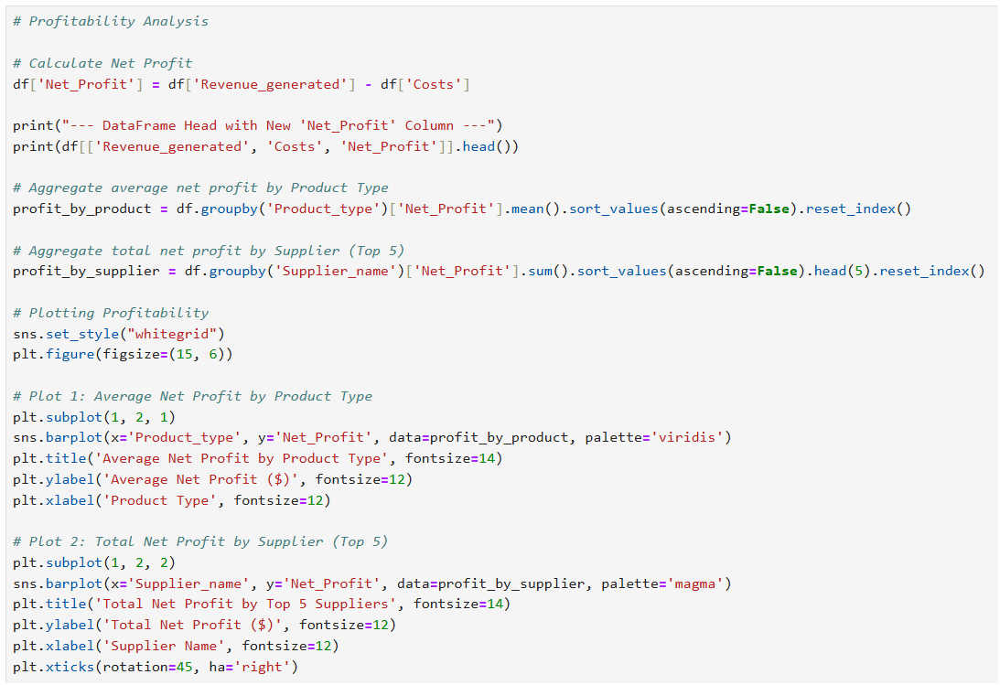 # Profitability Analysis
# Calculate Net Profit
df['Net_Profit'] = df['Revenue_generated'] - df['Costs']
print("--- DataFrame Head with New 'Net_Profit' Column ---")
print(df[['Revenue_generated', 'Costs', 'Net_Profit']].head())
# Aggregate average net profit by Product Type
profit_by_product = df.groupby('Product_type')['Net_Profit'].mean().sort_values(ascending=False).reset_index()
# Aggregate total net profit by Supplier (Top 5)
profit_by_supplier = df.groupby('Supplier_name')['Net_Profit'].sum().sort_values(ascending=False).head(5).reset_index()
# Plotting Profitability
sns.set_style("whitegrid")
plt.figure(figsize=(15, 6))
# Plot 1: Average Net Profit by Product Type
plt.subplot(1, 2, 1)
sns.barplot(x='Product_type', y='Net_Profit', data=profit_by_product, palette='viridis')
plt.title('Average Net Profit by Product Type', fontsize=14)
plt.ylabel('Average Net Profit ($)', fontsize=12)
plt.xlabel('Product Type', fontsize=12)
# Plot 2: Total Net Profit by Supplier (Top 5)
plt.subplot(1, 2, 2)
sns.barplot(x='Supplier_name', y='Net_Profit', data=profit_by_supplier, palette='magma')
plt.title('Total Net Profit by Top 5 Suppliers', fontsize=14)
plt.ylabel('Total Net Profit ($)', fontsize=12)
plt.xlabel('Supplier Name', fontsize=12)
plt.xticks(rotation=45, ha='right')